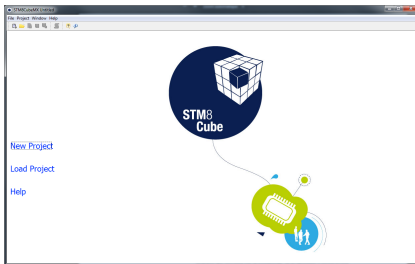 STM8CubeMX Untitled
File Project Window Help
STM8
Cube
New Project
Load Project
Help